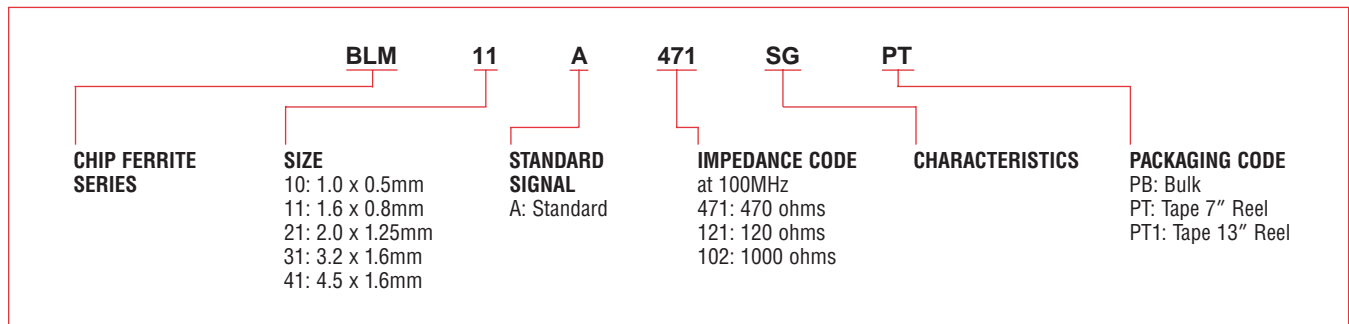 BLM 11 A 471 SG PT
CHIP FERRITE
SERIES
SIZE
10: 1.0 x 0.5mm
11: 1.6 x 0.8mm
21: 2.0 x 1.25mm
31: 3.2 x 1.6mm
41: 4.5 x 1.6mm
STANDARD
SIGNAL
A: Standard
IMPEDANCE CODE
at 100MHz
471: 470 ohms
121: 120 ohms
102: 1000 ohms
CHARACTERISTICS
PACKAGING CODE
PB: Bulk
PT: Tape 7″ Reel
PT1: Tape 13″ Reel